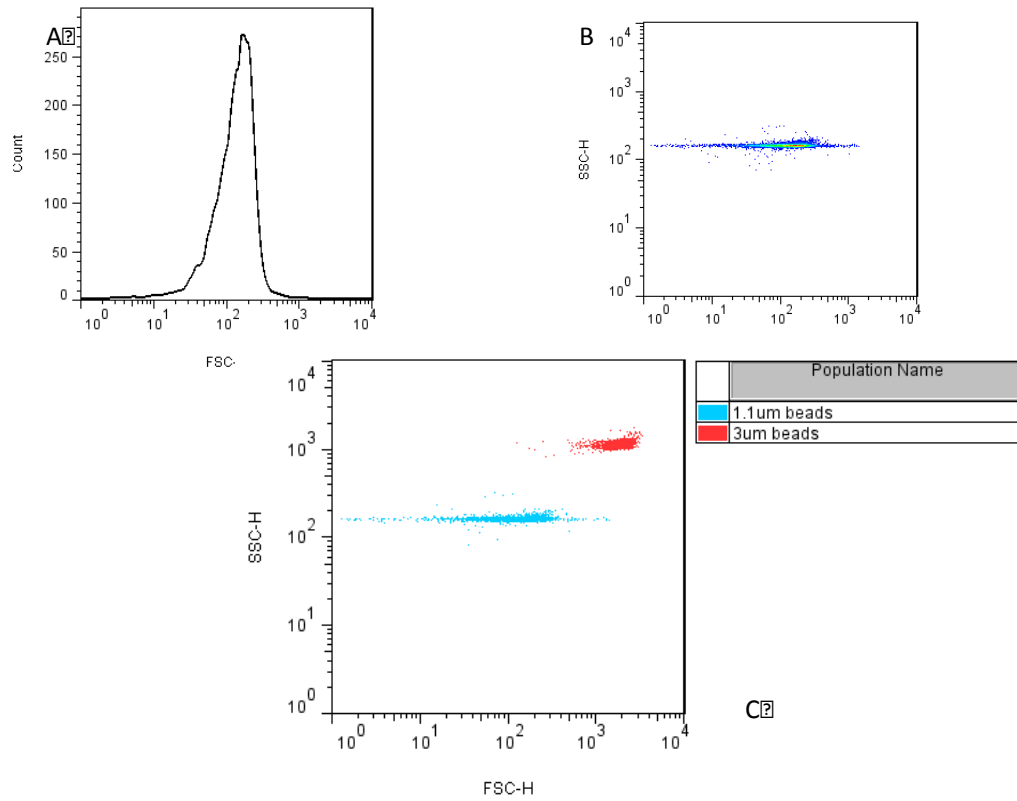 A⍰
250
200
150
100
50
0
Count
10^0 10^1 10^2 10^3 10^4
FSC-
B
10^4
10^3
10^2
10^1
10^0
SSC-H
10^0 10^1 10^2 10^3 10^4
10^4
10^3
10^2
10^1
10^0
SSC-H
10^0 10^1 10^2 10^3 10^4
FSC-H
Population Name
1.1um beads
3um beads
C⍰